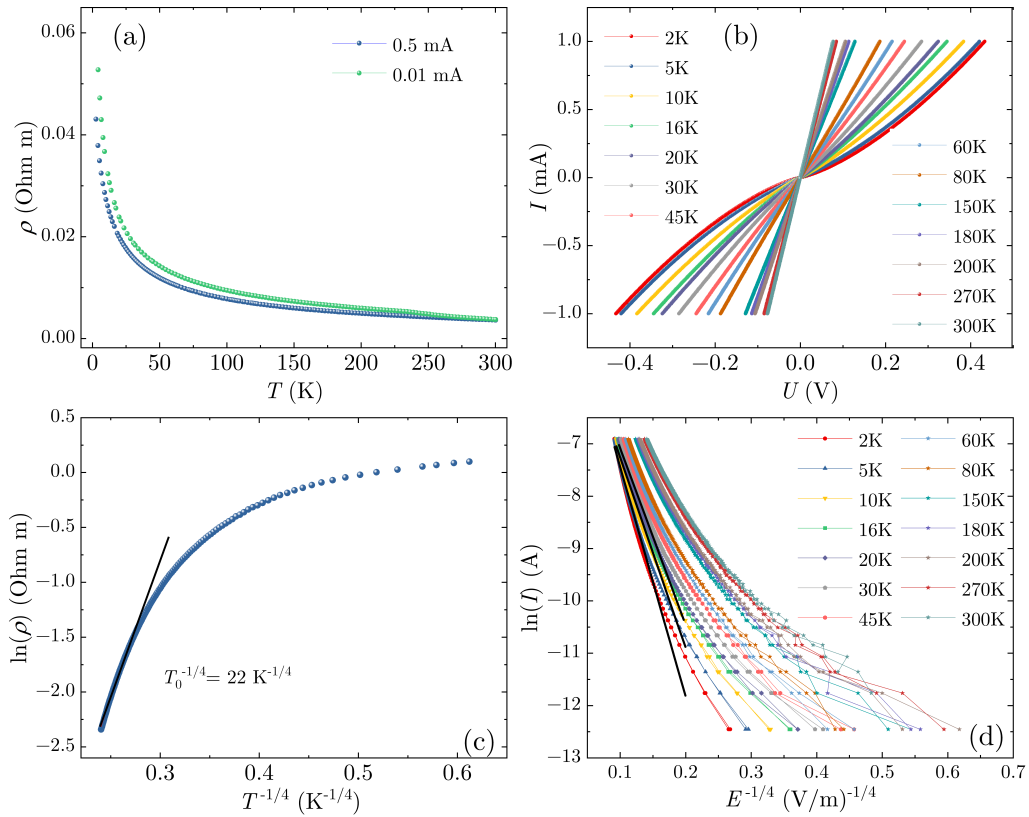 (a)
0.5 mA
0.01 mA
0.06
0.04
0.02
0.00
ρ (Ohm m)
0
50
100
150
200
250
300
T (K)
(b)
2K
5K
10K
16K
20K
30K
45K
60K
80K
150K
180K
200K
270K
300K
1.0
0.5
0.0
−0.5
−1.0
I (mA)
−0.4
−0.2
0.0
0.2
0.4
U (V)
0.5
0.0
−0.5
−1.0
−1.5
−2.0
−2.5
ln(ρ) (Ohm m)
T₀⁻¹/⁴= 22 K⁻¹/⁴
(c)
0.3
0.4
0.5
0.6
T⁻¹/⁴ (K⁻¹/⁴)
−7
−8
−9
−10
−11
−12
−13
ln(I) (A)
2K
5K
10K
16K
20K
30K
45K
60K
80K
150K
180K
200K
270K
300K
(d)
0.1
0.2
0.3
0.4
0.5
0.6
0.7
E⁻¹/⁴ (V/m)⁻¹/⁴